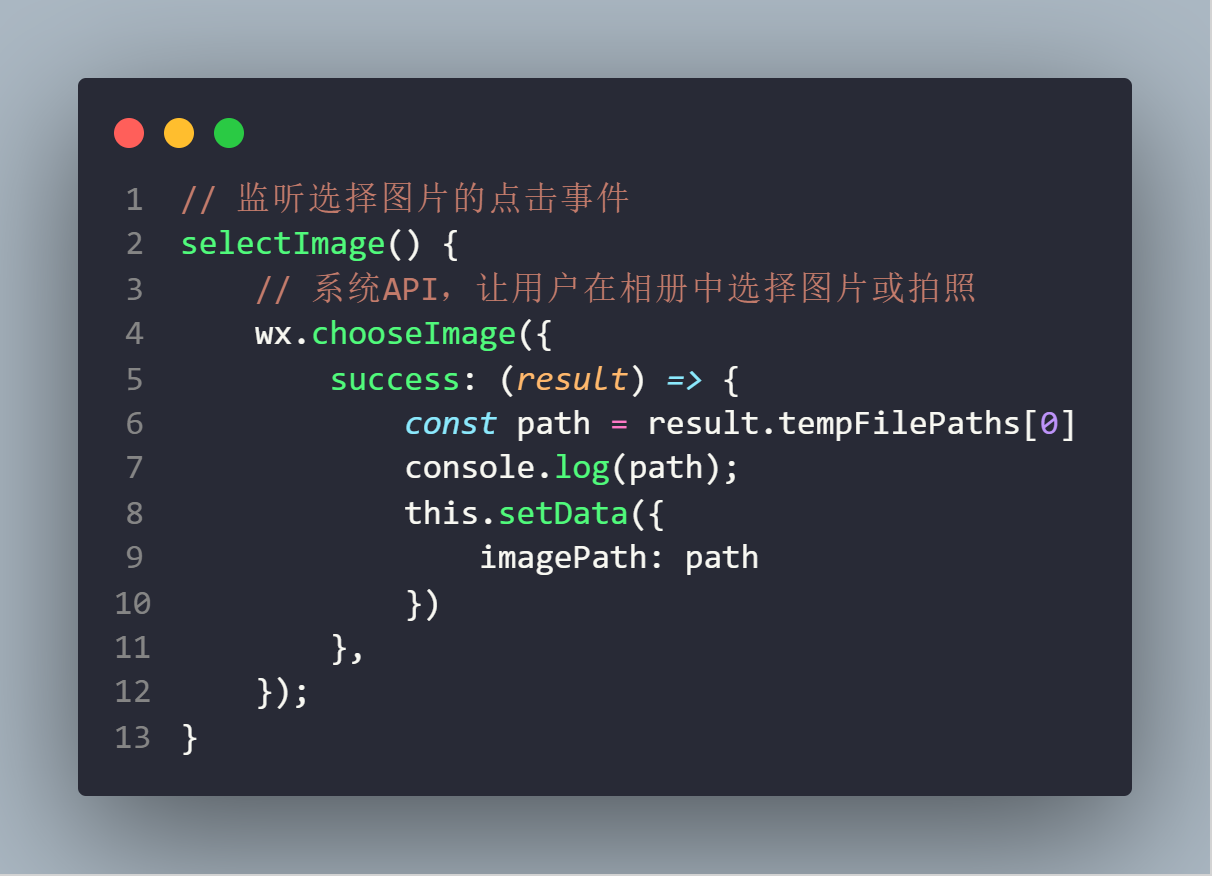 1 // 监听选择图片的点击事件
2 selectImage() {
3     // 系统API，让用户在相册中选择图片或拍照
4     wx.chooseImage({
5         success: (result) => {
6             const path = result.tempFilePaths[0]
7             console.log(path);
8             this.setData({
9                 imagePath: path
10             })
11         },
12     });
13 }